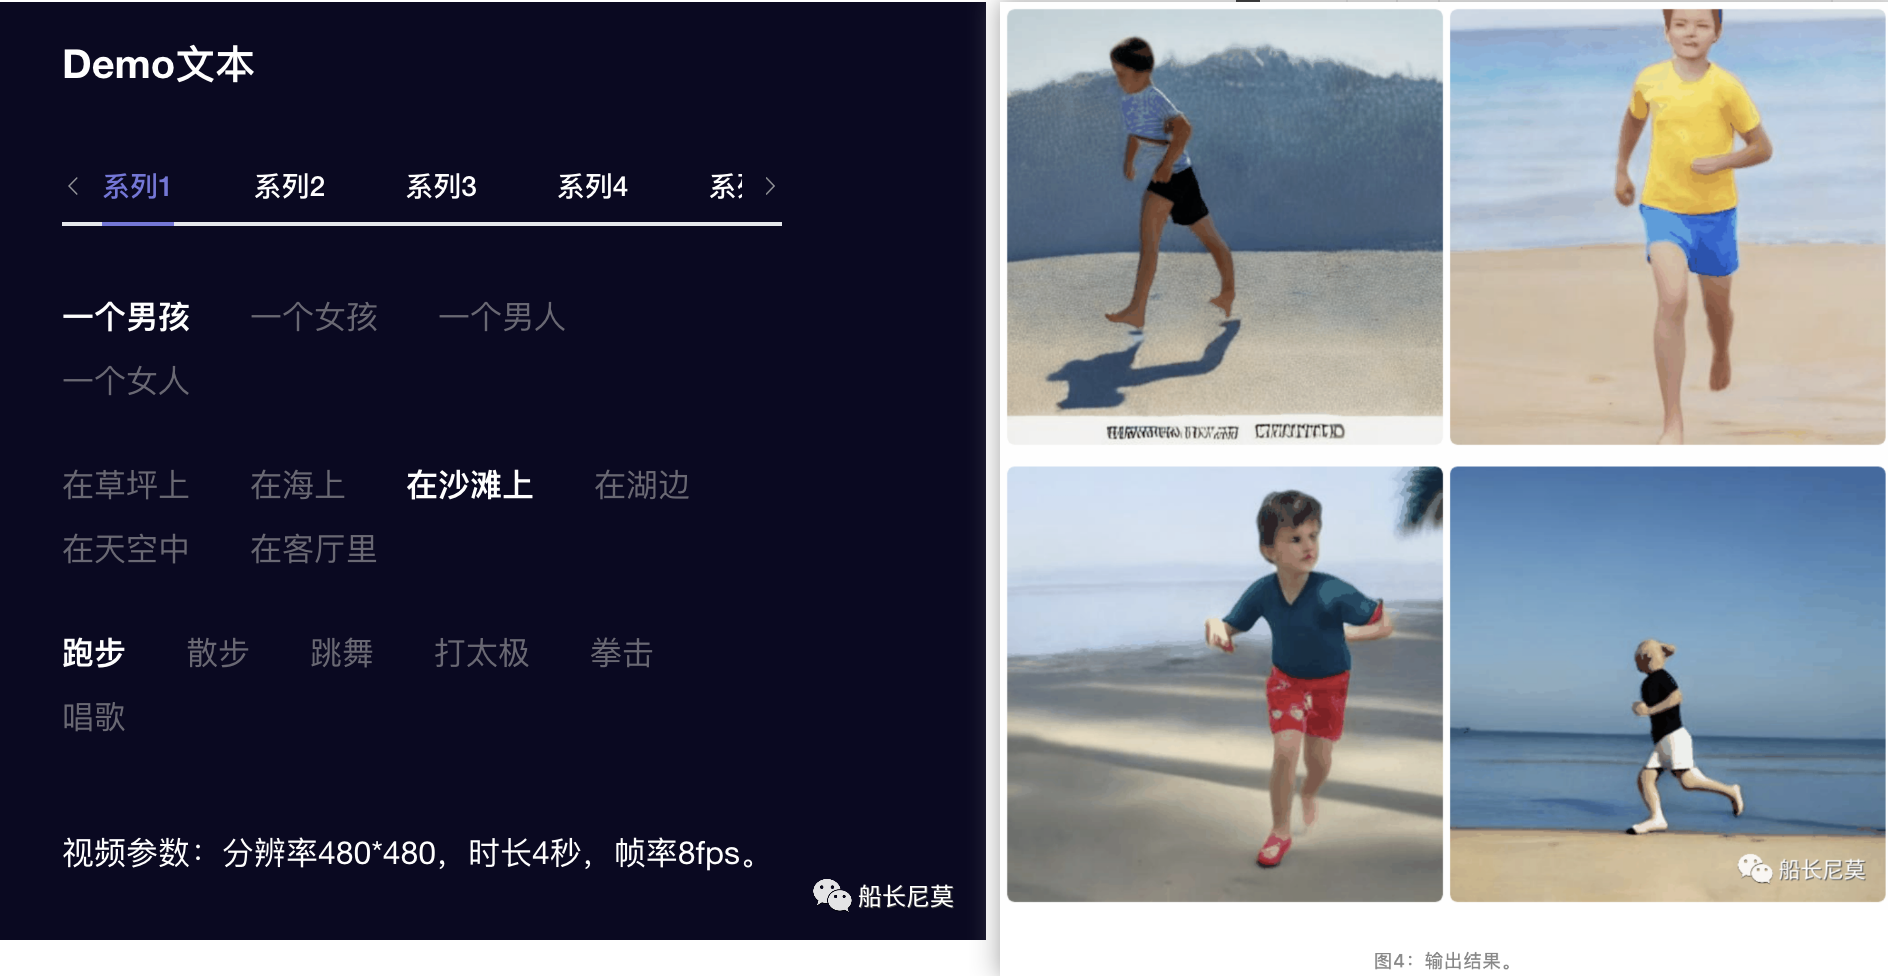 Demo文本
系列1 系列2 系列3 系列4
一个男孩 一个女孩 一个男人
一个女人
在草坪上 在海上 在沙滩上 在湖边
在天空中 在客厅里
跑步 散步 跳舞 打太极 拳击
唱歌
视频参数：分辨率480*480，时长4秒，帧率8fps。
船长尼莫
船长尼莫
图4：输出结果。